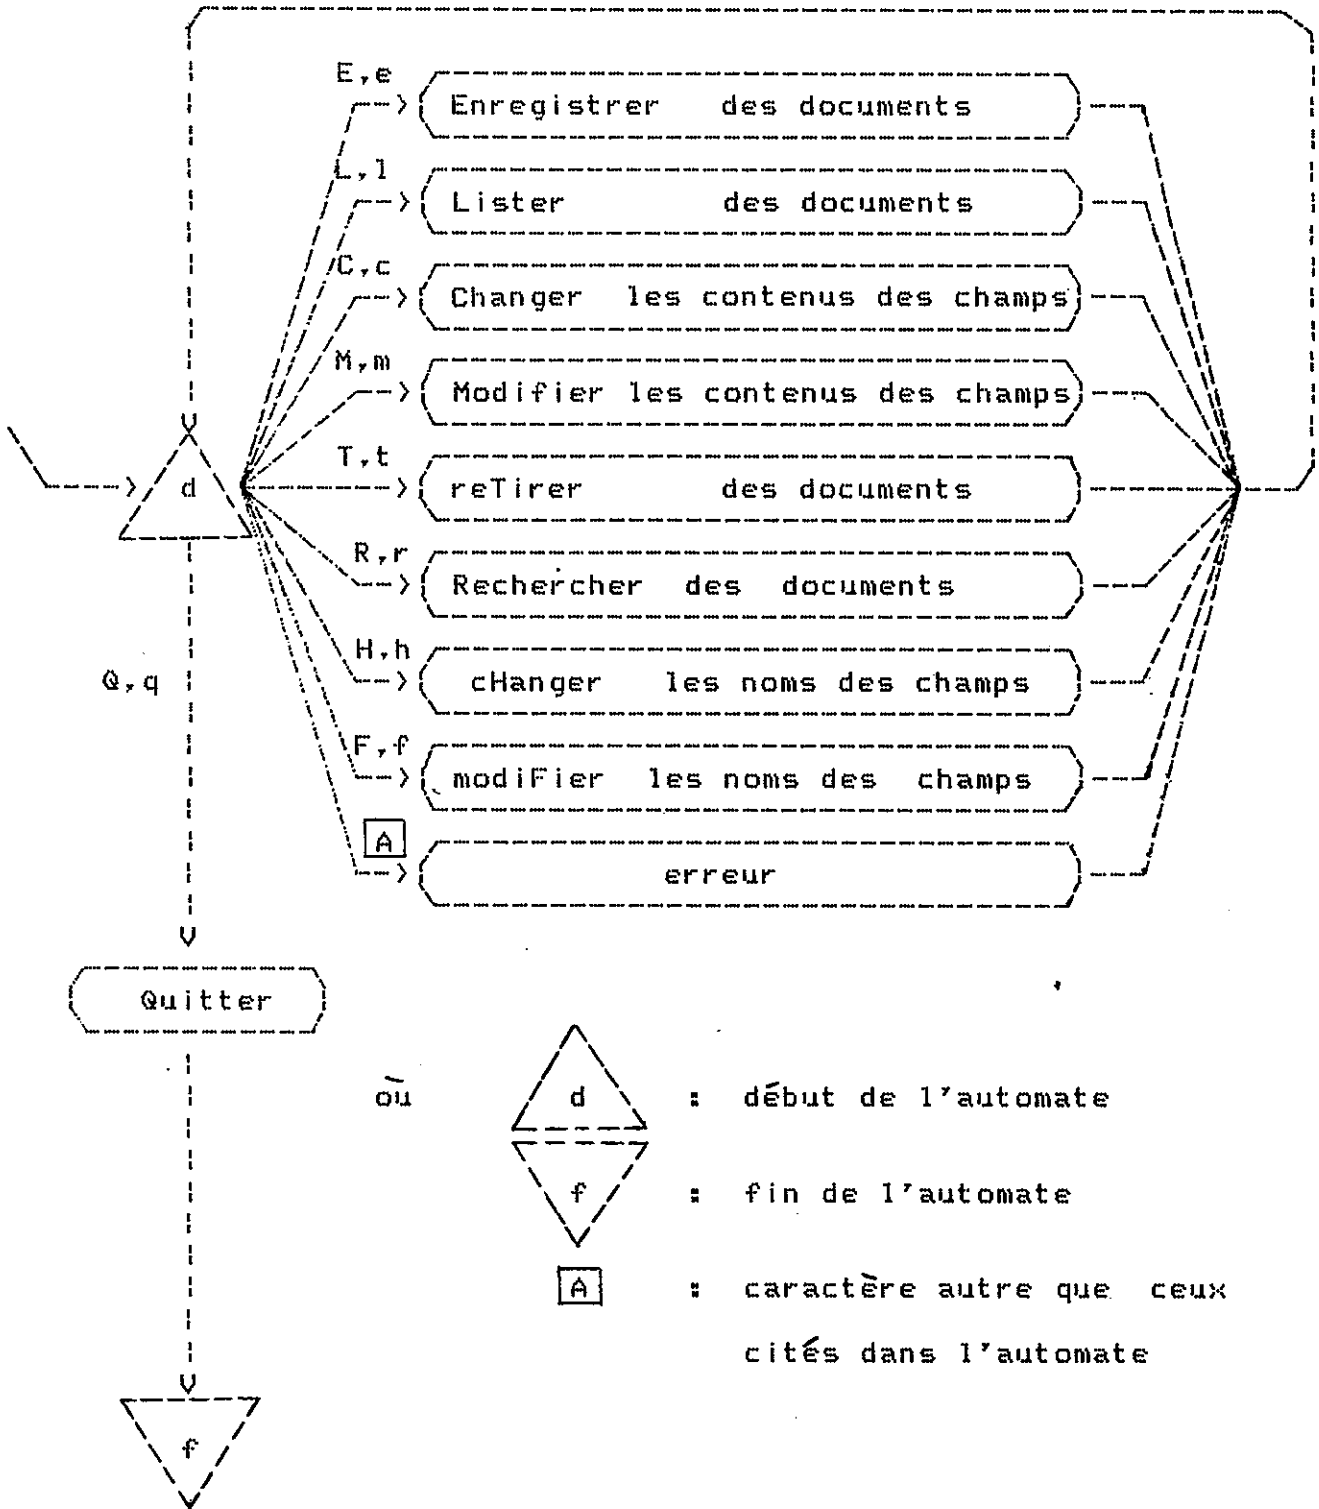 E,e
Enregistrer des documents
L,l
Lister des documents
C,c
Changer les contenus des champs
M,m
Modifier les contenus des champs
d
T,t
reTirer des documents
R,r
Rechercher des documents
Q,q
H,h
cHanger les noms des champs
F,f
modiFier les noms des champs
A
erreur
Quitter
où d : début de l'automate
f : fin de l'automate
A : caractère autre que ceux
cités dans l'automate
f